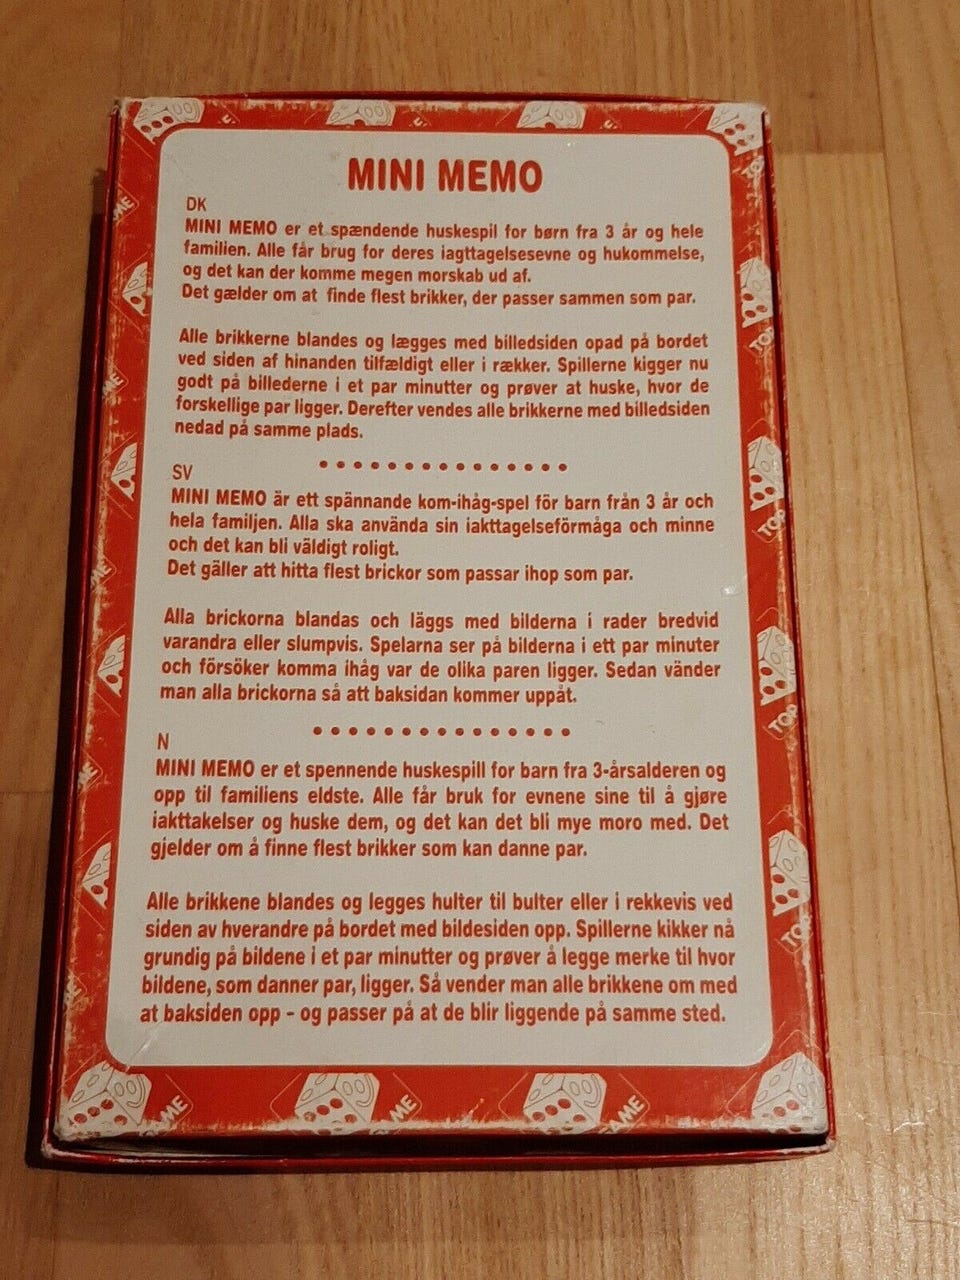 MINI MEMO
DK
MINI MEMO er et spændende huskespil for børn fra 3 år og hele
familien. Alle får brug for deres iagttagelsesevne og hukommelse,
og det kan der komme megen morskab ud af.
Det gælder om at finde flest brikker, der passer sammen som par.
Alle brikkerne blandes og lægges med billedsiden opad på bordet
ved siden af hinanden tilfældigt eller i rækker. Spillerne kigger nu
godt på billederne i et par minutter og prøver at huske, hvor de
forskellige par ligger. Derefter vendes alle brikkerne med billedsiden
nedad på samme plads.
SV
MINI MEMO är ett spännande kom-ihåg-spel för barn från 3 år och
hela familjen. Alla ska använda sin iakttagelseförmåga och minne
och det kan bli väldigt roligt.
Det gäller att hitta flest brickor som passar ihop som par.
Alla brickorna blandas och läggs med bilderna i rader bredvid
varandra eller slumpvis. Spelarna ser på bilderna i ett par minuter
och försöker komma ihåg var de olika paren ligger. Sedan vänder
man alla brickorna så att baksidan kommer uppåt.
N
MINI MEMO er et spennende huskespill for barn fra 3-årsalderen og
opp til familiens eldste. Alle får bruk for evnene sine til å gjøre
iakttakelser og huske dem, og det kan det bli mye moro med. Det
gjelder om å finne flest brikker som kan danne par.
Alle brikkene blandes og legges hulter til bulter eller i rekkevis ved
siden av hverandre på bordet med bildesiden opp. Spillerne kikker nå
grundig på bildene i et par minutter og prøver å legge merke til hvor
bildene, som danner par, ligger. Så vender man alle brikkene om med
at baksiden opp - og passer på at de blir liggende på samme sted.
TOP
TOP
TOP
TOP